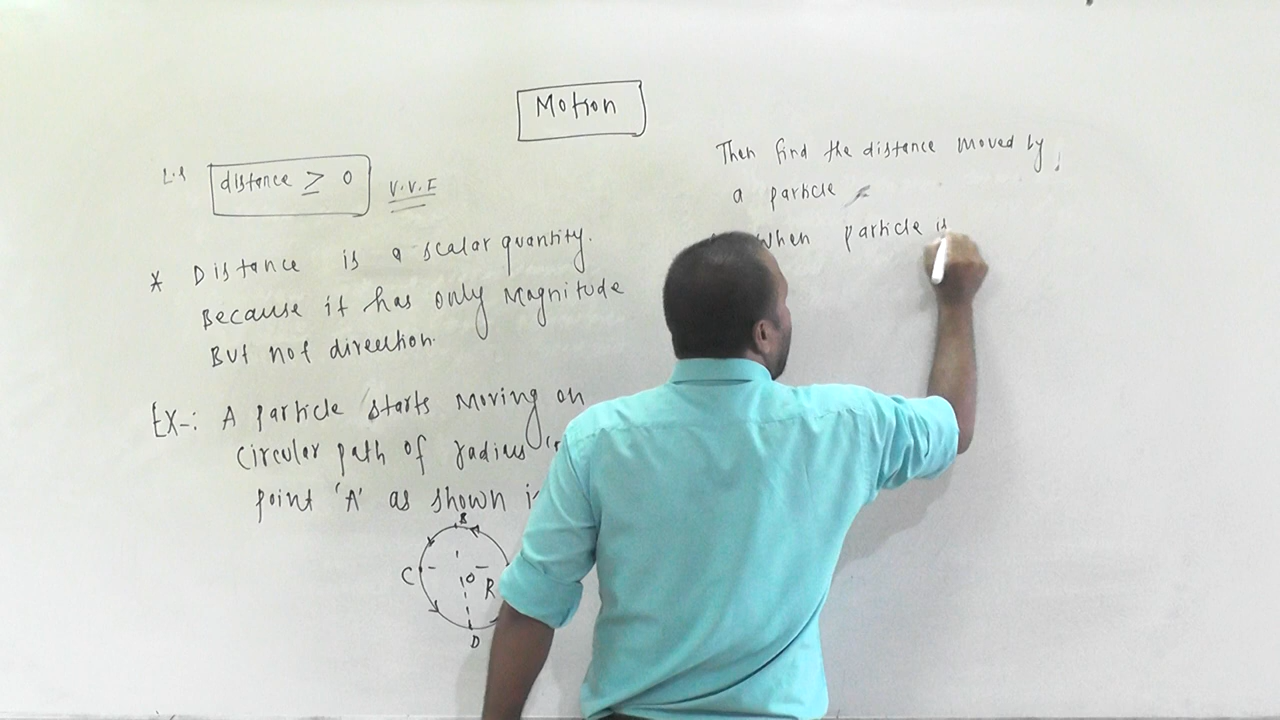 Motion
distance ≥ 0 V.V.I
* Distance is a scalar quantity.
Because it has only Magnitude
But not direction.
Ex-: A particle starts moving on
circular path of radius
point 'A' as shown
B
C
O
R
D
Then find the distance moved by
a particle
When particle is